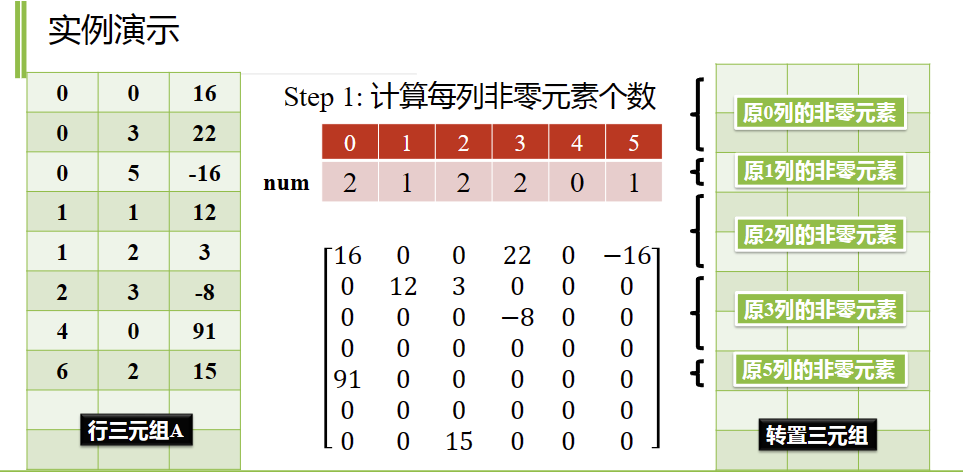 实例演示
0 0 16
0 3 22
0 5 -16
1 1 12
1 2 3
2 3 -8
4 0 91
6 2 15
行三元组A
Step 1: 计算每列非零元素个数
0 1 2 3 4 5
num 2 1 2 2 0 1
16 0 0 22 0 −16
0 12 3 0 0 0
0 0 0 −8 0 0
0 0 0 0 0 0
91 0 0 0 0 0
0 0 0 0 0 0
0 0 15 0 0 0
原0列的非零元素
原1列的非零元素
原2列的非零元素
原3列的非零元素
原5列的非零元素
转置三元组